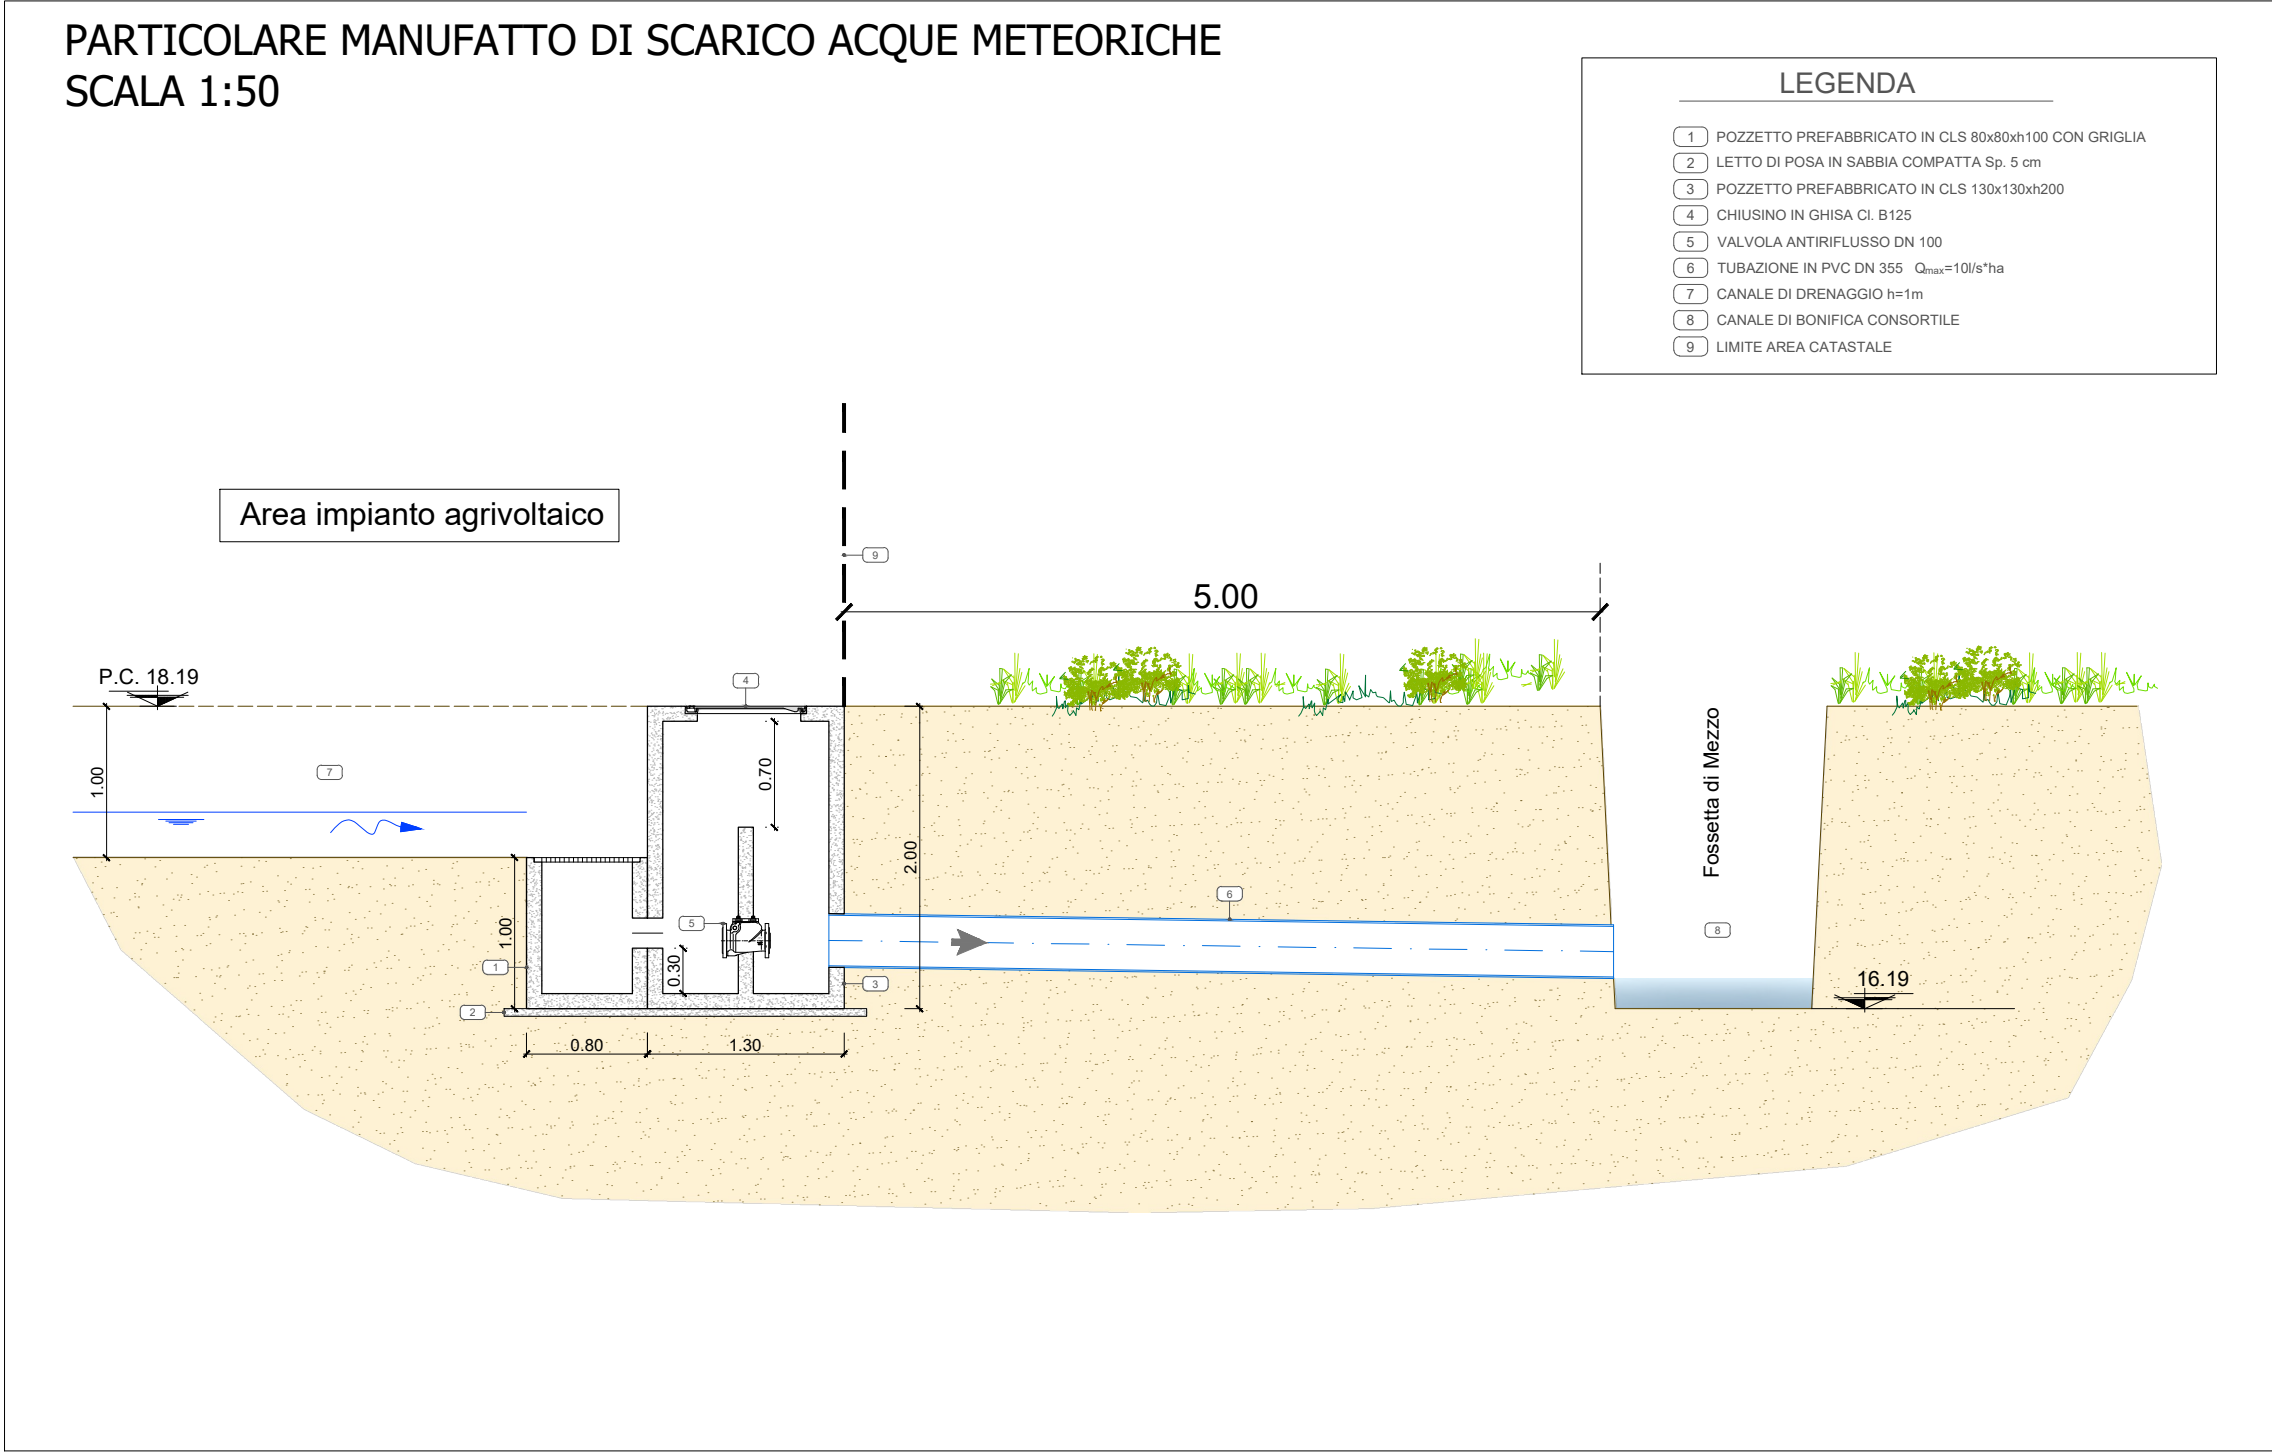 PARTICOLARE MANUFATTO DI SCARICO ACQUE METEORICHE
SCALA 1:50
LEGENDA
1 POZZETTO PREFABBRICATO IN CLS 80x80xh100 CON GRIGLIA
2 LETTO DI POSA IN SABBIA COMPATTA Sp. 5 cm
3 POZZETTO PREFABBRICATO IN CLS 130x130xh200
4 CHIUSINO IN GHISA Cl. B125
5 VALVOLA ANTIRIFLUSSO DN 100
6 TUBAZIONE IN PVC DN 355 Qmax=10l/s*ha
7 CANALE DI DRENAGGIO h=1m
8 CANALE DI BONIFICA CONSORTILE
9 LIMITE AREA CATASTALE
Area impianto agrivoltaico
9
5.00
P.C. 18.19
4
1.00
7
0.70
Fossetta di Mezzo
2.00
6
1.00
5
8
0.30
1
3
16.19
2
0.80
1.30